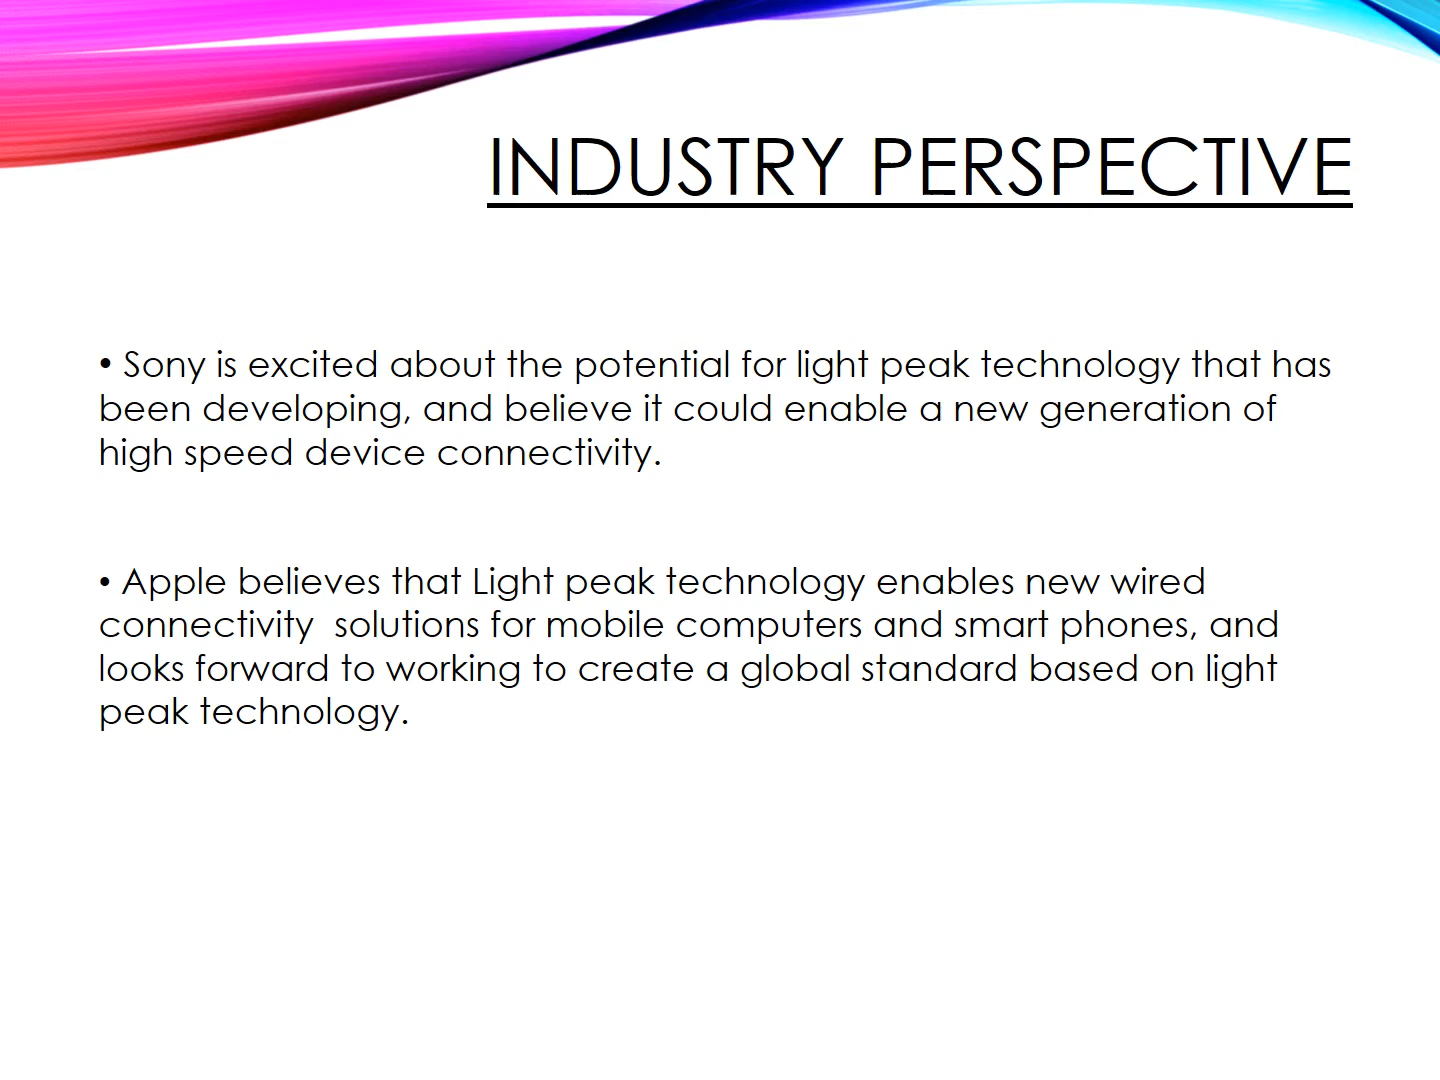 INDUSTRY PERSPECTIVE
• Sony is excited about the potential for light peak technology that has
been developing, and believe it could enable a new generation of
high speed device connectivity.
• Apple believes that Light peak technology enables new wired
connectivity  solutions for mobile computers and smart phones, and
looks forward to working to create a global standard based on light
peak technology.